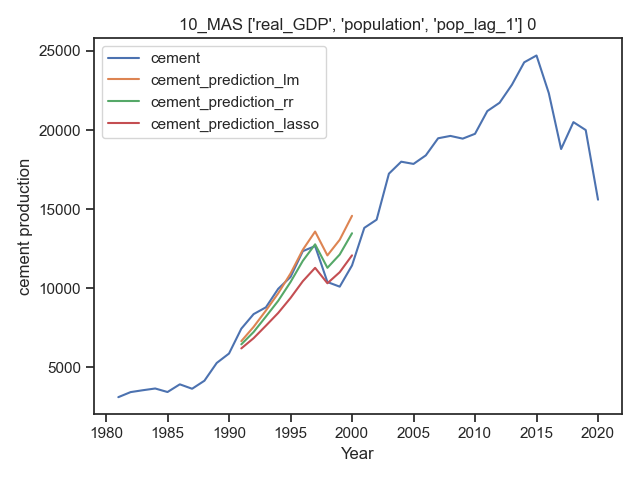 10_MAS ['real_GDP', 'population', 'pop_lag_1'] 0
cement
cement_prediction_lm
cement_prediction_rr
cement_prediction_lasso
25000
20000
15000
10000
5000
cement production
1980 1985 1990 1995 2000 2005 2010 2015 2020
Year